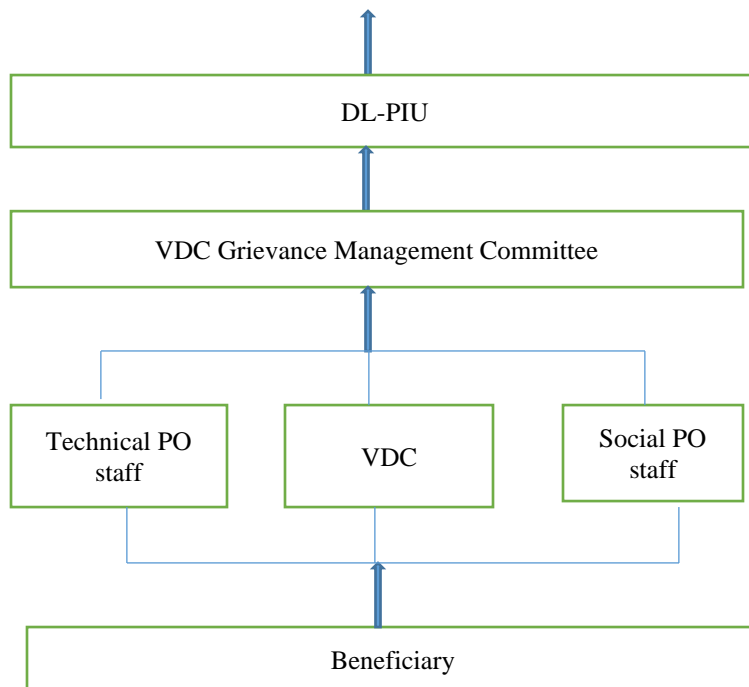 DL-PIU
VDC Grievance Management Committee
Technical PO
staff
VDC
Social PO
staff
Beneficiary